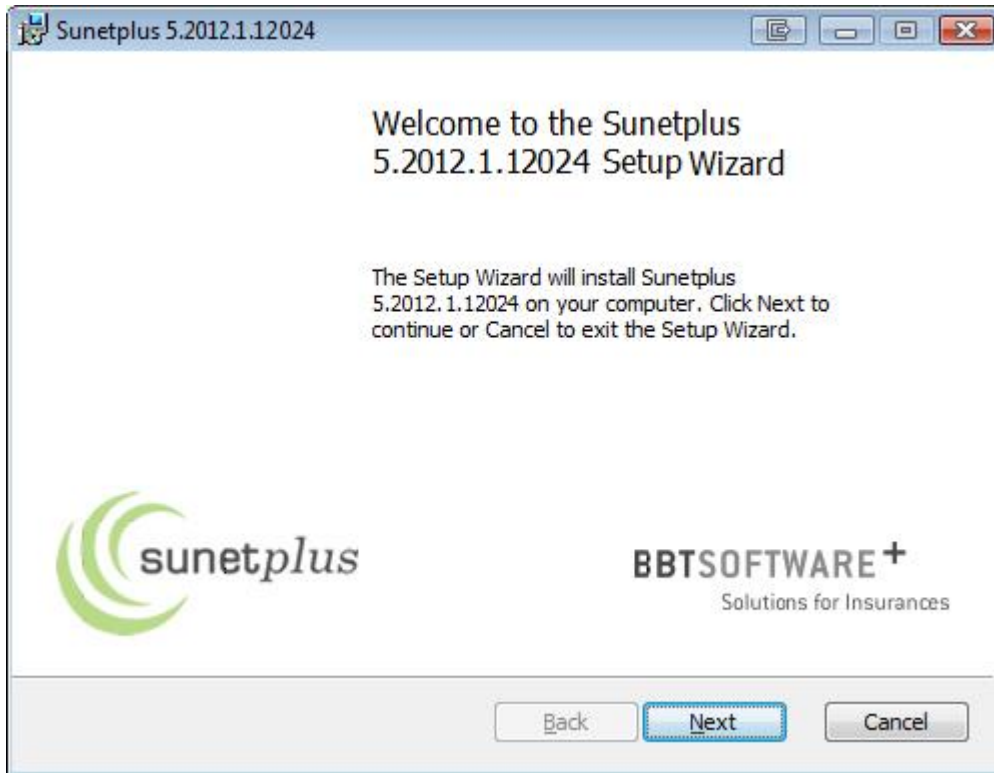 Sunetplus 5.2012.1.12024
Welcome to the Sunetplus
5.2012.1.12024 Setup Wizard
The Setup Wizard will install Sunetplus
5.2012.1.12024 on your computer. Click Next to
continue or Cancel to exit the Setup Wizard.
sunetplus
BBTSOFTWARE+
Solutions for Insurances
Back
Next
Cancel